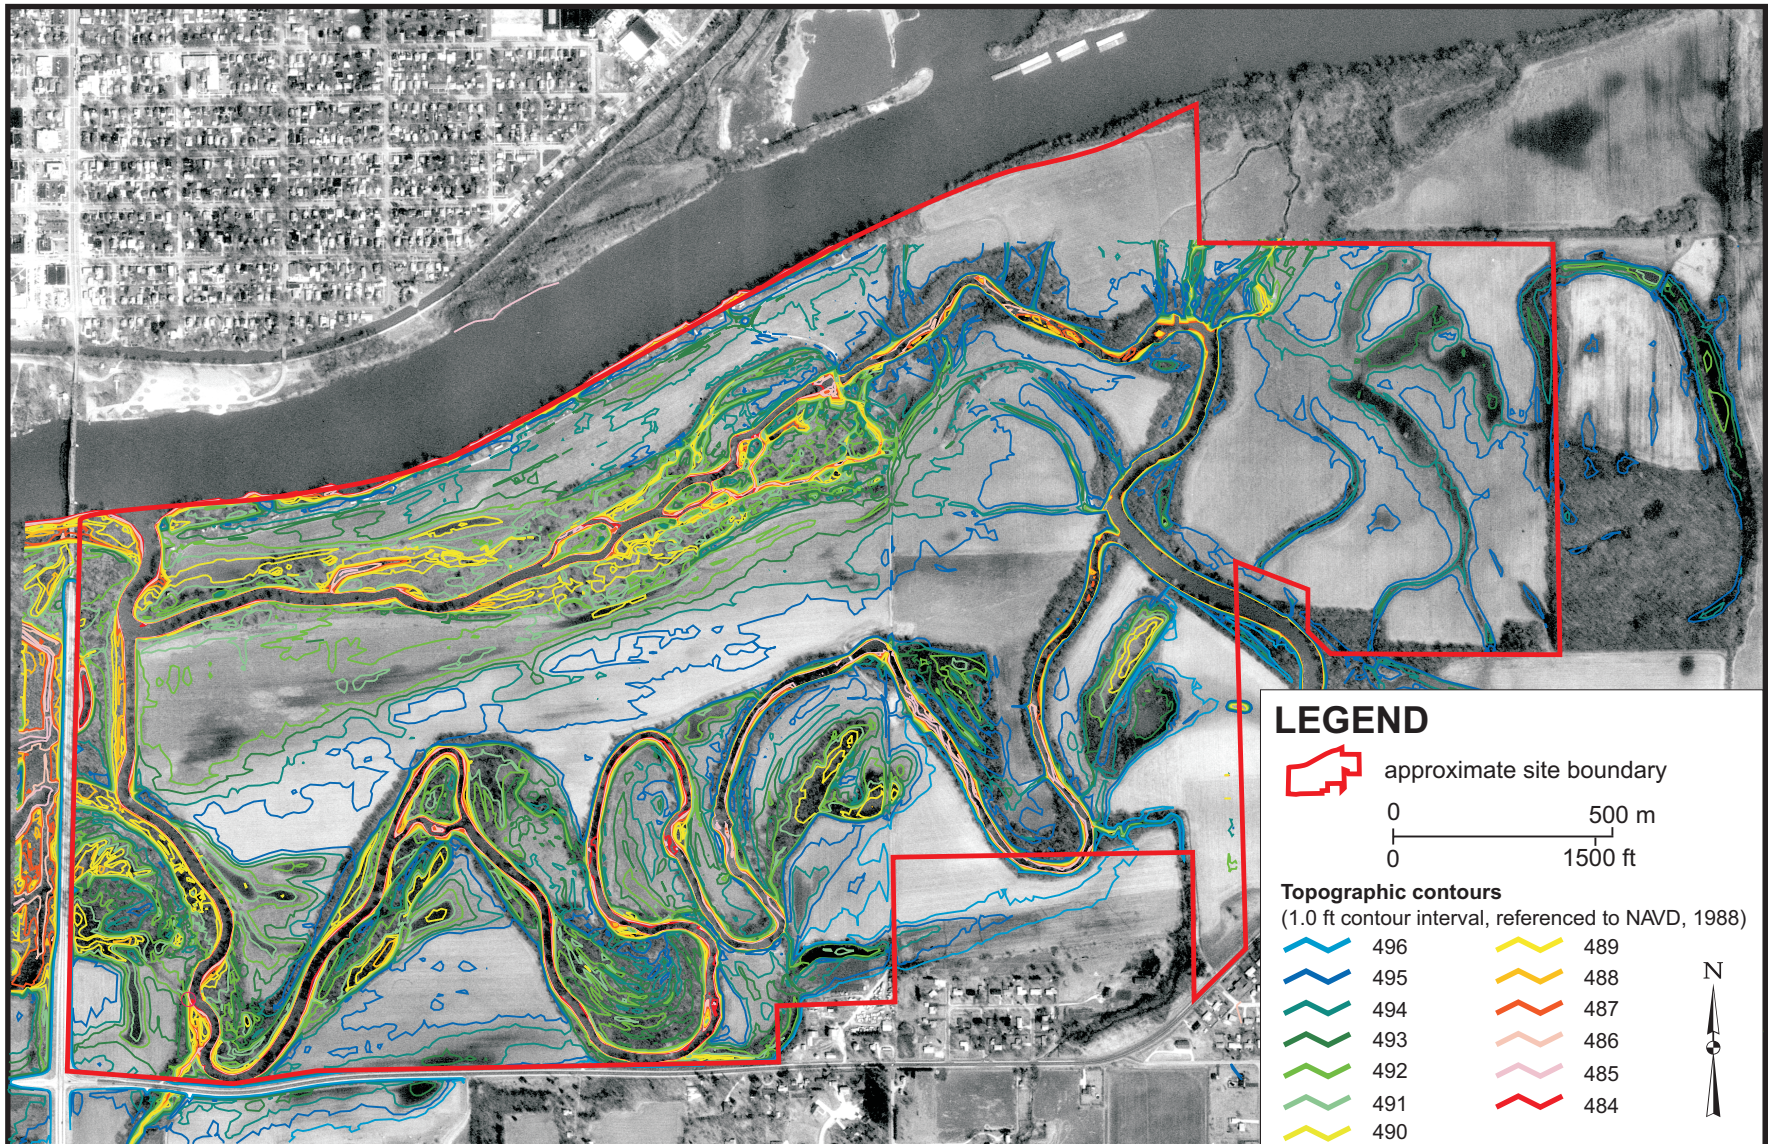 LEGEND
approximate site boundary
0 500 m
0 1500 ft
Topographic contours
(1.0 ft contour interval, referenced to NAVD, 1988)
496 489
495 488
494 487
493 486
492 485
491 484
490
N